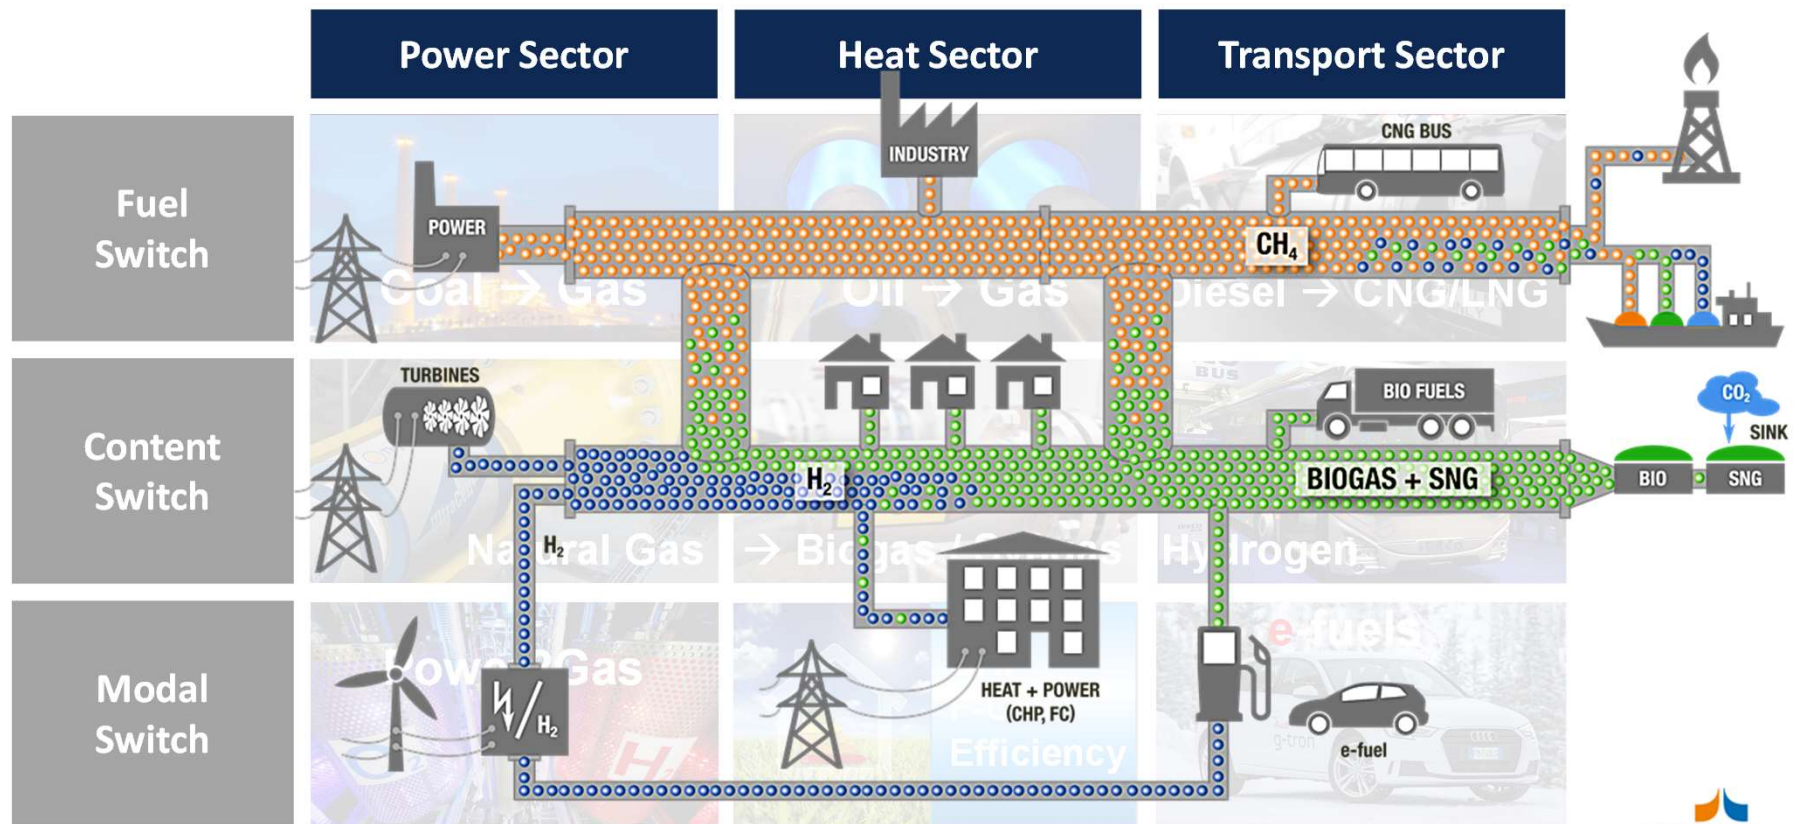 Power Sector
Heat Sector
Transport Sector
Fuel
Switch
INDUSTRY
CNG BUS
POWER
CH4
Coal → Gas
Oil → Gas
Diesel → CNG/LNG
Content
Switch
TURBINES
BUS
BIO FUELS
CO2
SINK
H2
BIOGAS + SNG
BIO
SNG
H2
Natural Gas → Biogas /
Hydrogen
Modal
Switch
Power2Gas
e-fuels
H2
HEAT + POWER
(CHP, FC)
Efficiency
g-tron
e-fuel